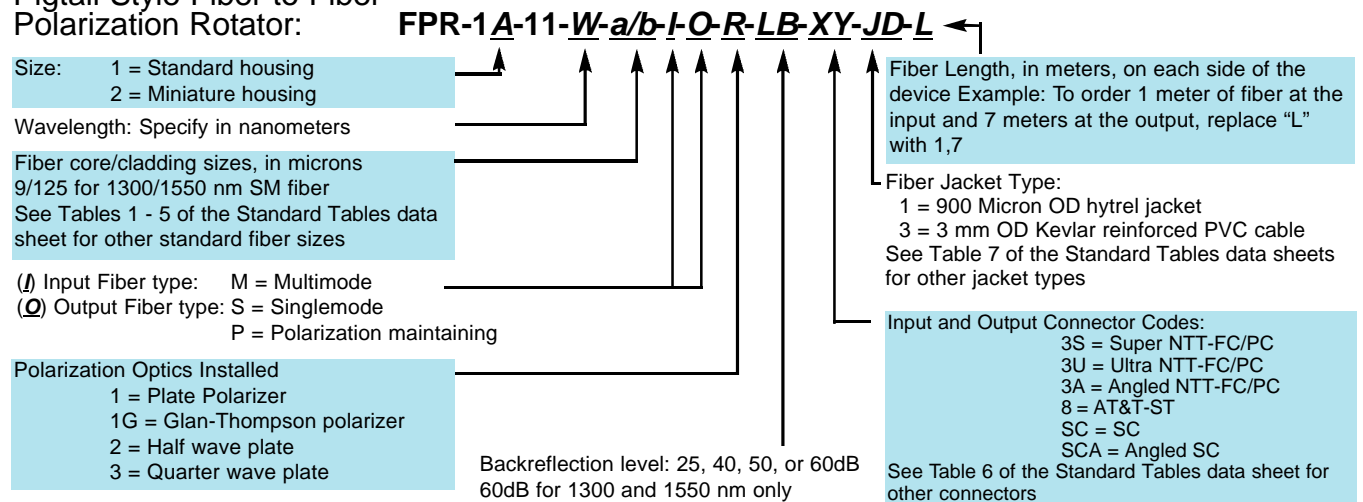 Pigtail Style Fiber to Fiber
Polarization Rotator:
FPR-1A-11-W-a/b-I-O-R-LB-XY-JD-L
Size: 1 = Standard housing
2 = Miniature housing
Wavelength: Specify in nanometers
Fiber core/cladding sizes, in microns
9/125 for 1300/1550 nm SM fiber
See Tables 1 - 5 of the Standard Tables data
sheet for other standard fiber sizes
(I) Input Fiber type: M = Multimode
(O) Output Fiber type: S = Singlemode
P = Polarization maintaining
Polarization Optics Installed
1 = Plate Polarizer
1G = Glan-Thompson polarizer
2 = Half wave plate
3 = Quarter wave plate
Backreflection level: 25, 40, 50, or 60dB
60dB for 1300 and 1550 nm only
Fiber Length, in meters, on each side of the
device Example: To order 1 meter of fiber at the
input and 7 meters at the output, replace “L”
with 1,7
Fiber Jacket Type:
1 = 900 Micron OD hytrel jacket
3 = 3 mm OD Kevlar reinforced PVC cable
See Table 7 of the Standard Tables data sheets
for other jacket types
Input and Output Connector Codes:
3S = Super NTT-FC/PC
3U = Ultra NTT-FC/PC
3A = Angled NTT-FC/PC
8 = AT&T-ST
SC = SC
SCA = Angled SC
See Table 6 of the Standard Tables data sheet for
other connectors